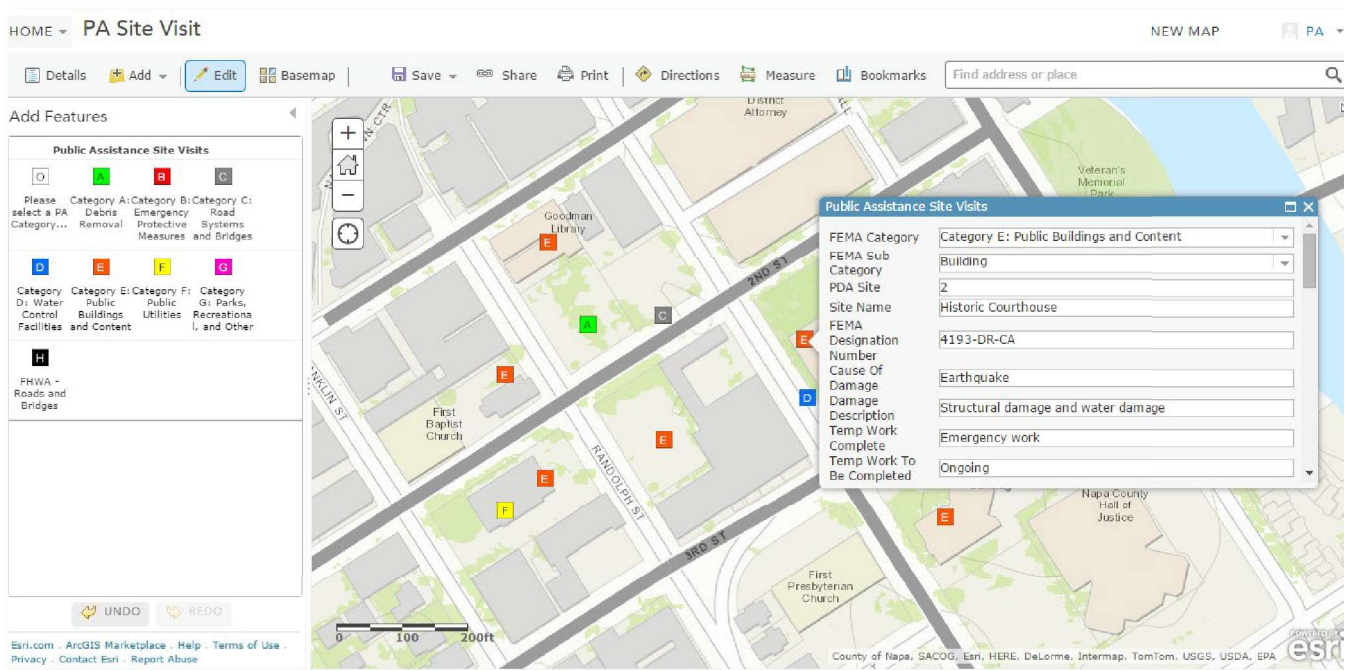 HOME PA Site Visit NEW MAP PA
Details Add Edit Basemap Save Share Print Directions Measure Bookmarks Find address or place
Add Features
Public Assistance Site Visits
O A B C
Please select a PA Category...
Category A: Debris Removal
Category B: Emergency Protective Measures
Category C: Road Systems and Bridges
D E F G
Category D: Water Control Facilities
Category E: Public Buildings and Content
Category F: Public Utilities
Category G: Parks, Recreational, and Other
H
FHWA - Roads and Bridges
UNDO REDO
Esri.com . ArcGIS Marketplace . Help . Terms of Use .
Privacy . Contact Esri . Report Abuse
District
Attorney
Veteran's
Memorial
Park
Goodman
Library
E
2ND ST
C
A
E
E
D
First
Baptist
Church
E
RANDOLPH ST
E
F
3RD ST
E
Napa County
Hall of
Justice
First
Presbyterian
Church
0 100 200ft
Public Assistance Site Visits
FEMA Category Category E: Public Buildings and Content
FEMA Sub Category Building
PDA Site 2
Site Name Historic Courthouse
FEMA Designation Number 4193-DR-CA
Cause Of Damage Earthquake
Damage Description Structural damage and water damage
Temp Work Complete Emergency work
Temp Work To Be Completed Ongoing
County of Napa, SACOG, Esri, HERE, DeLorme, Intermap, TomTom, USGS, USDA, EPA
POWERED BY
esri